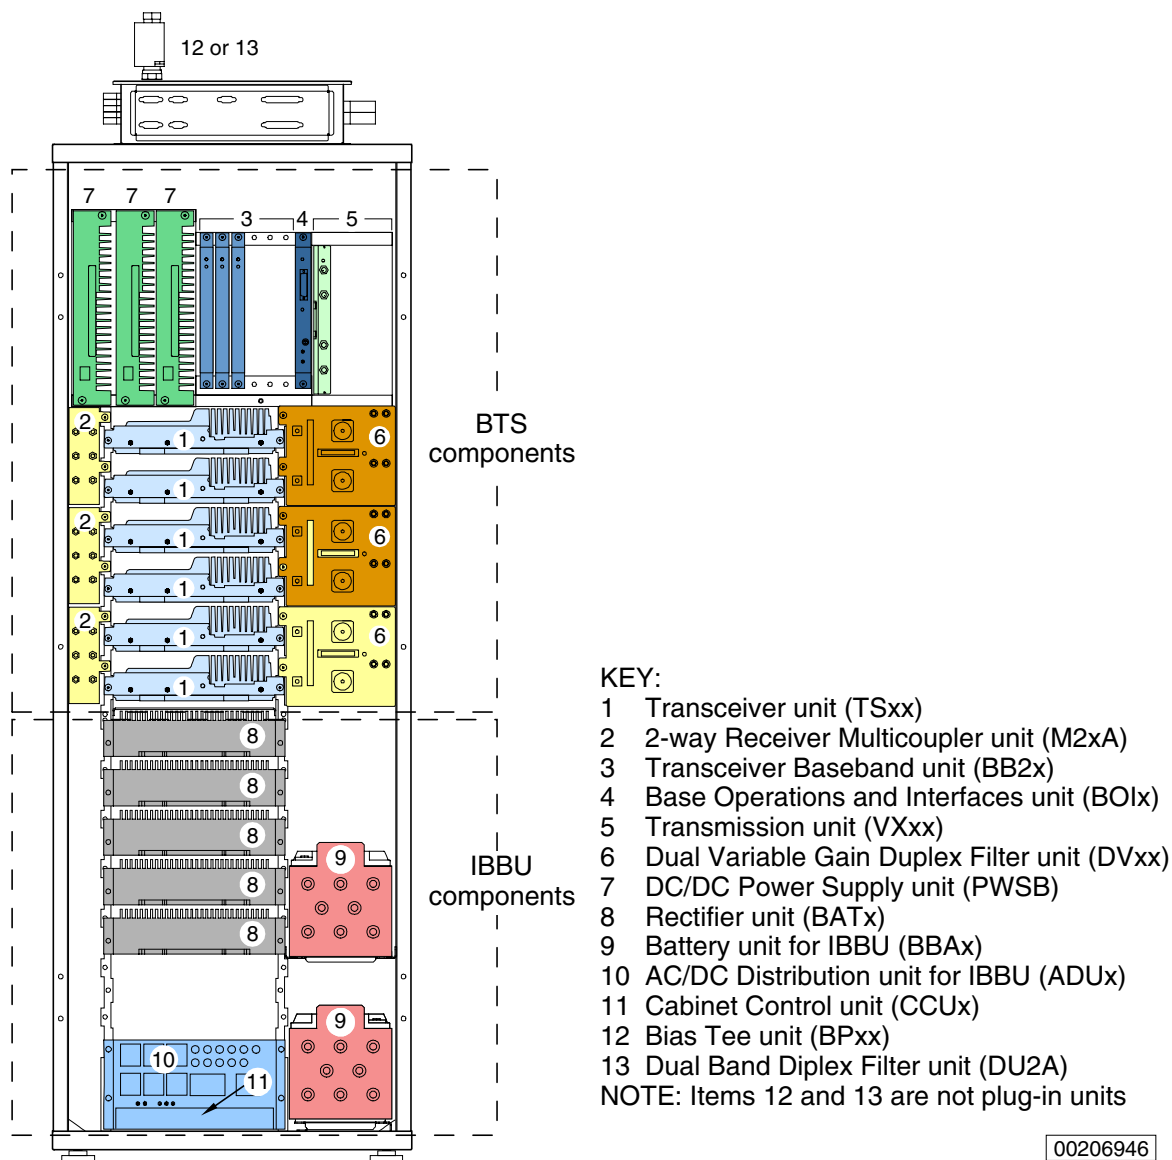 12 or 13
7 7 7 3 4 5
2 1 6
1
2 1 6
1
2 1 6
1
BTS
components
8
8
8 9
8
8
IBBU
components
9
10
11
KEY:
1 Transceiver unit (TSxx)
2 2-way Receiver Multicoupler unit (M2xA)
3 Transceiver Baseband unit (BB2x)
4 Base Operations and Interfaces unit (BOIx)
5 Transmission unit (VXxx)
6 Dual Variable Gain Duplex Filter unit (DVxx)
7 DC/DC Power Supply unit (PWSB)
8 Rectifier unit (BATx)
9 Battery unit for IBBU (BBAx)
10 AC/DC Distribution unit for IBBU (ADUx)
11 Cabinet Control unit (CCUx)
12 Bias Tee unit (BPxx)
13 Dual Band Diplex Filter unit (DU2A)
NOTE: Items 12 and 13 are not plug-in units
00206946